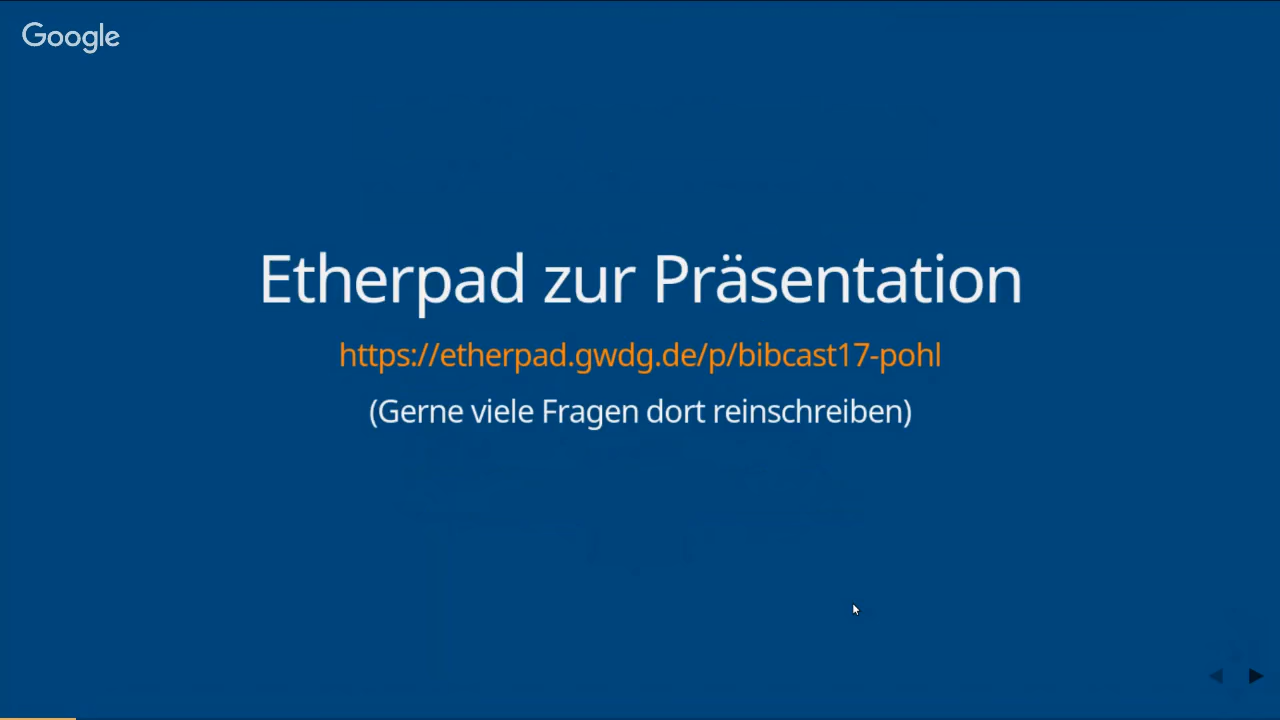 Google
Etherpad zur Präsentation
https://etherpad.gwdg.de/p/bibcast17-pohl
(Gerne viele Fragen dort reinschreiben)